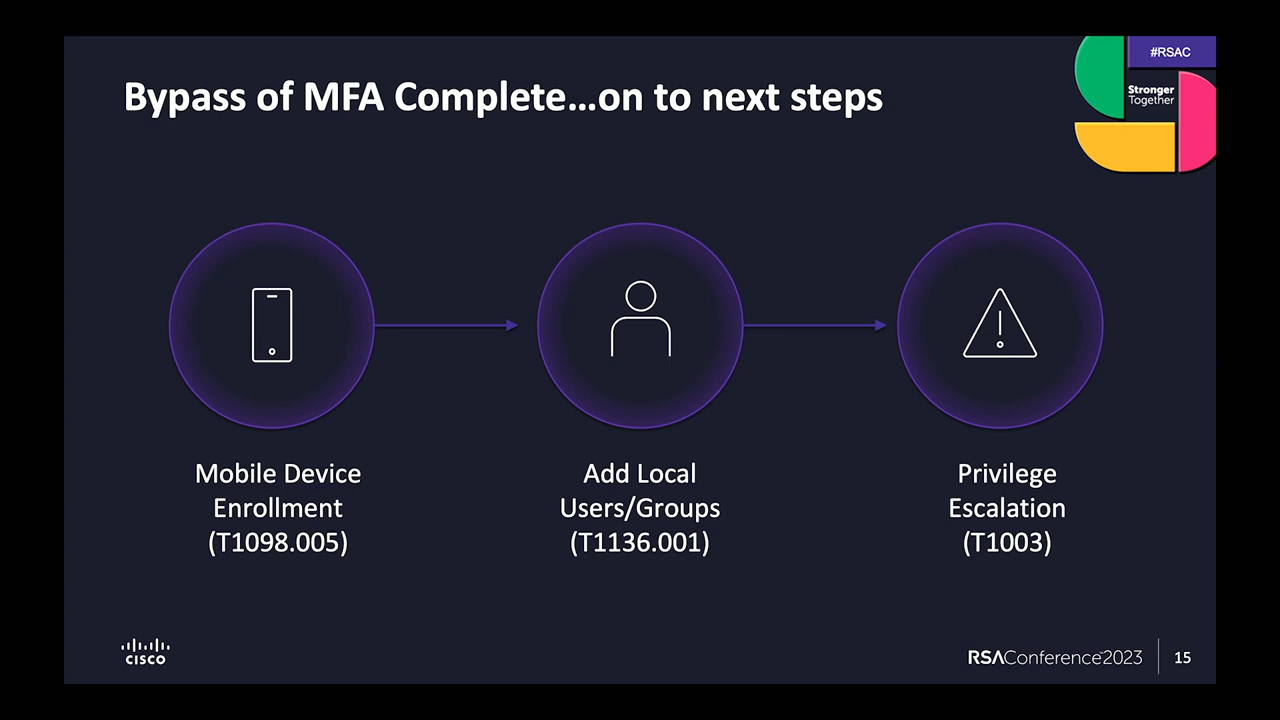 #RSAC
Stronger
Together
Bypass of MFA Complete...on to next steps
Mobile Device
Enrollment
(T1098.005)
Add Local
Users/Groups
(T1136.001)
Privilege
Escalation
(T1003)
CISCO
RSAConference™2023
15